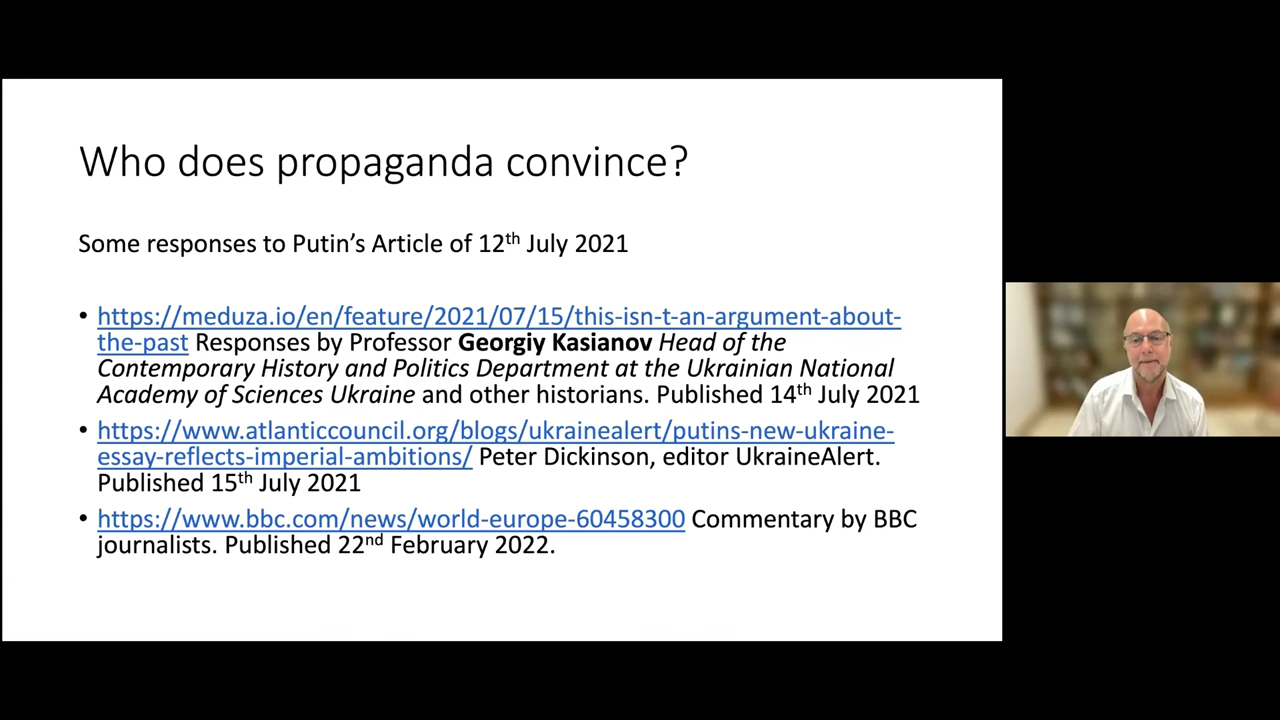 Who does propaganda convince?
Some responses to Putin’s Article of 12th July 2021
• https://meduza.io/en/feature/2021/07/15/this-isn-t-an-argument-about-
the-past Responses by Professor Georgiy Kasianov Head of the
Contemporary History and Politics Department at the Ukrainian National
Academy of Sciences Ukraine and other historians. Published 14th July 2021
• https://www.atlanticcouncil.org/blogs/ukrainealert/putins-new-ukraine-
essay-reflects-imperial-ambitions/ Peter Dickinson, editor UkraineAlert.
Published 15th July 2021
• https://www.bbc.com/news/world-europe-60458300 Commentary by BBC
journalists. Published 22nd February 2022.